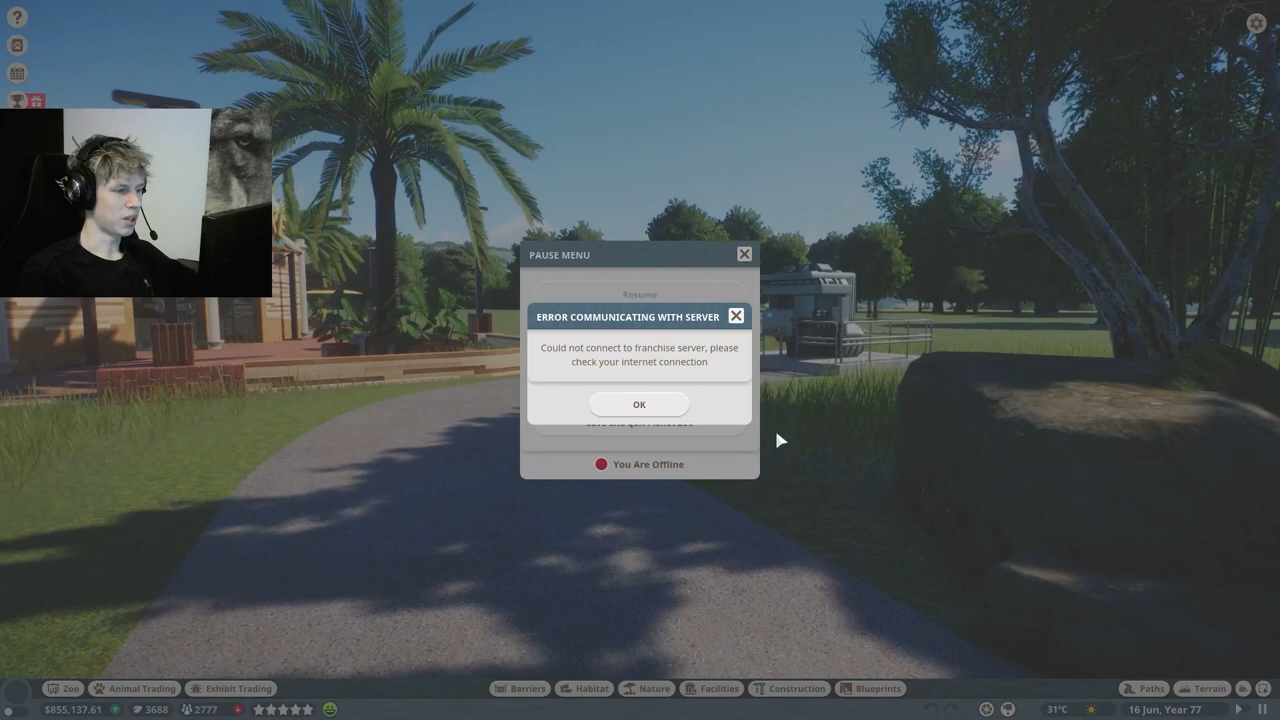 PAUSE MENU
Resume
ERROR COMMUNICATING WITH SERVER
Could not connect to franchise server, please
check your internet connection
OK
You Are Offline
Zoo
Animal Trading
Exhibit Trading
Barriers
Habitat
Nature
Facilities
Construction
Blueprints
Paths
Terrain
$855,137.61
3688
2777
31°C
16 Jun, Year 77